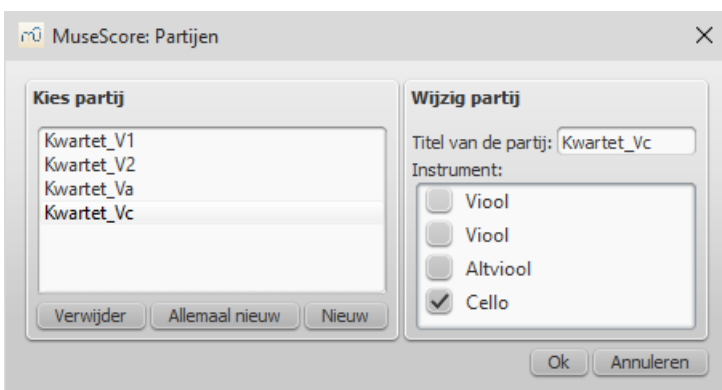 MuseScore: Partijen
Kies partij
Kwartet_V1
Kwartet_V2
Kwartet_Va
Kwartet_Vc
Verwijder Allemaal nieuw Nieuw
Wijzig partij
Titel van de partij: Kwartet_Vc
Instrument:
Viool
Viool
Altviool
Cello
Ok Annuleren